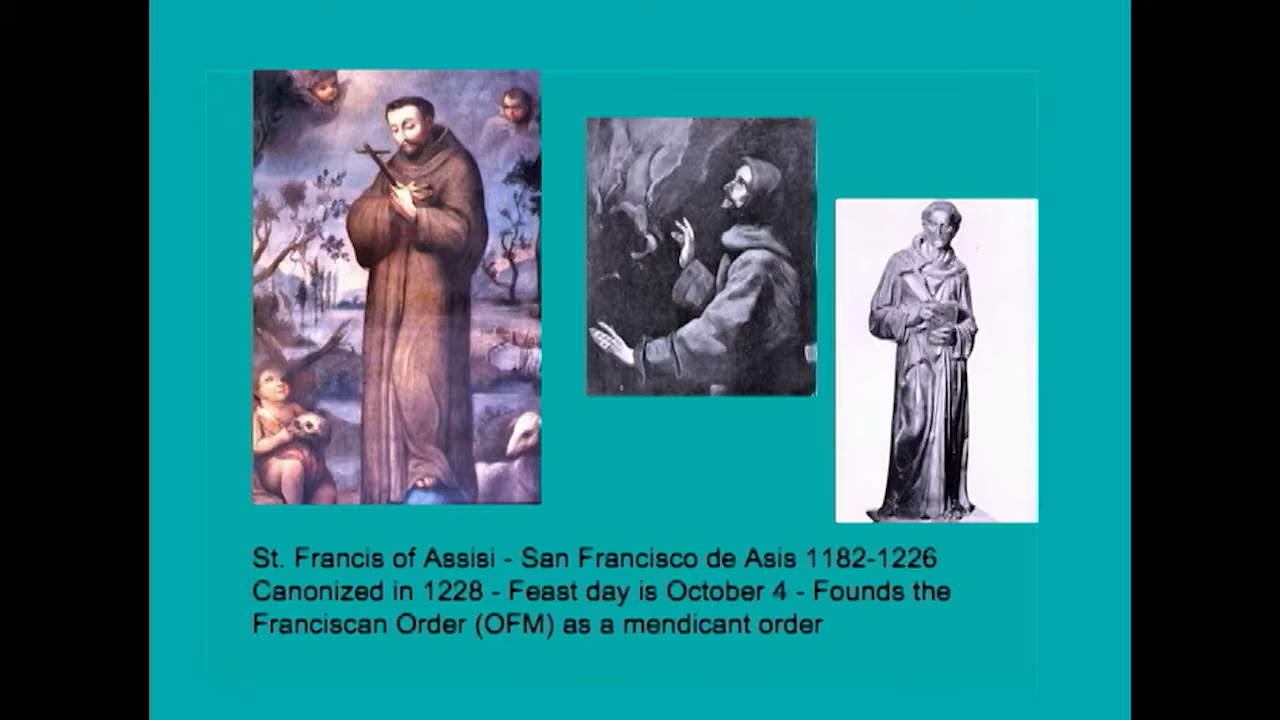 St. Francis of Assisi - San Francisco de Asis 1182-1226
Canonized in 1228 - Feast day is October 4 - Founds the
Franciscan Order (OFM) as a mendicant order